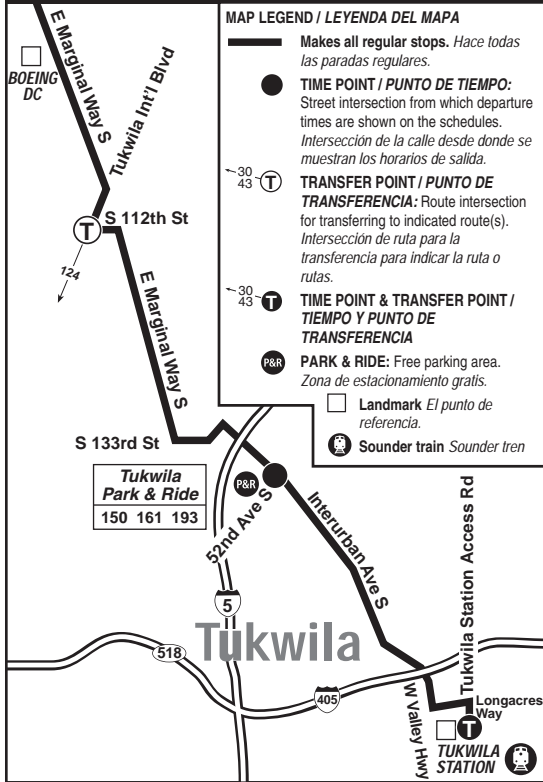 MAP LEGEND / LEYENDA DEL MAPA
Makes all regular stops. Hace todas
las paradas regulares.
TIME POINT / PUNTO DE TIEMPO:
Street intersection from which departure
times are shown on the schedules.
Intersección de la calle desde donde se
muestran los horarios de salida.
30
43
T
TRANSFER POINT / PUNTO DE
TRANSFERENCIA: Route intersection
for transferring to indicated route(s).
Intersección de ruta para la
transferencia para indicar la ruta o
rutas.
30
43
T
TIME POINT & TRANSFER POINT /
TIEMPO Y PUNTO DE
TRANSFERENCIA
P&R
PARK & RIDE: Free parking area.
Zona de estacionamiento gratis.
Landmark El punto de
referencia.
Sounder train Sounder tren
E Marginal Way S
BOEING
DC
Tukwila Int'l Blvd
T
S 112th St
124
E Marginal Way S
S 133rd St
Tukwila
Park & Ride
150 161 193
P&R
52nd Ave S
Interurban Ave S
Tukwila Station Access Rd
5
Tukwila
518
405
W Valley Hwy
Longacres
Way
T
TUKWILA
STATION